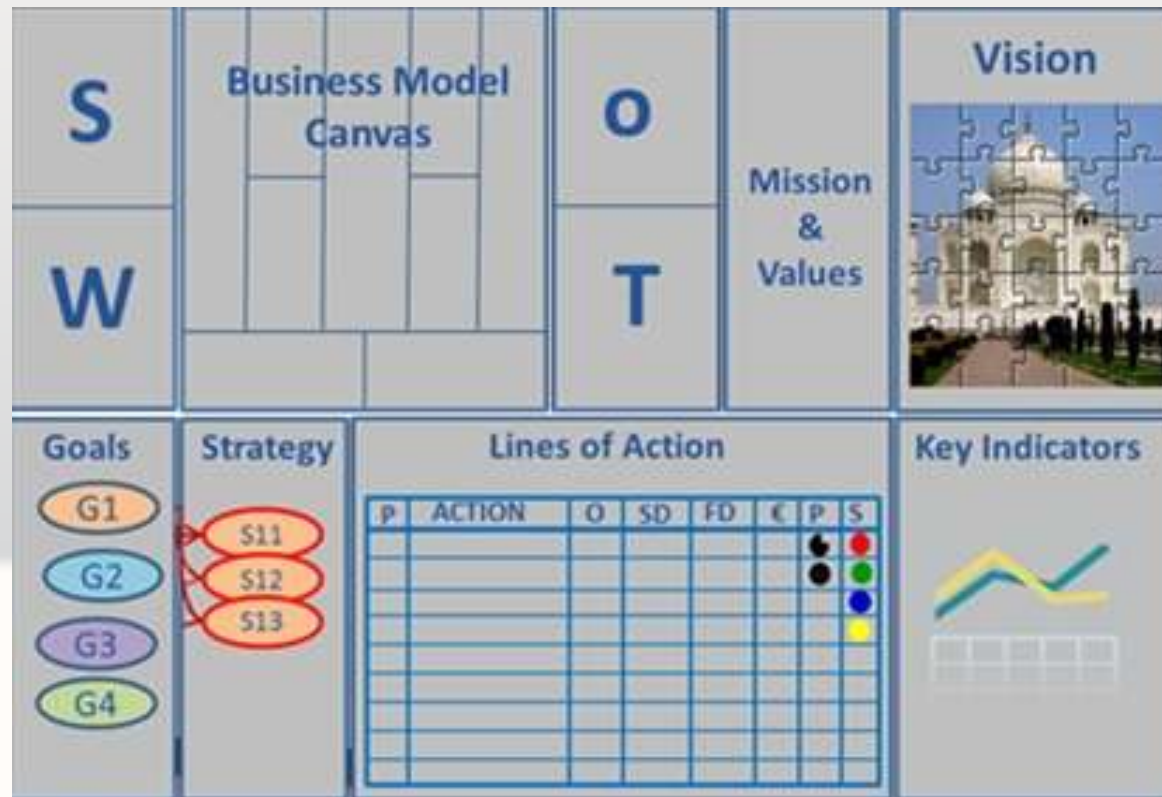 S
W
Business Model
Canvas
O
T
Mission
&
Values
Vision
Goals
G1
G2
G3
G4
Strategy
S11
S12
S13
Lines of Action
P ACTION O SD FD € P S
Key Indicators